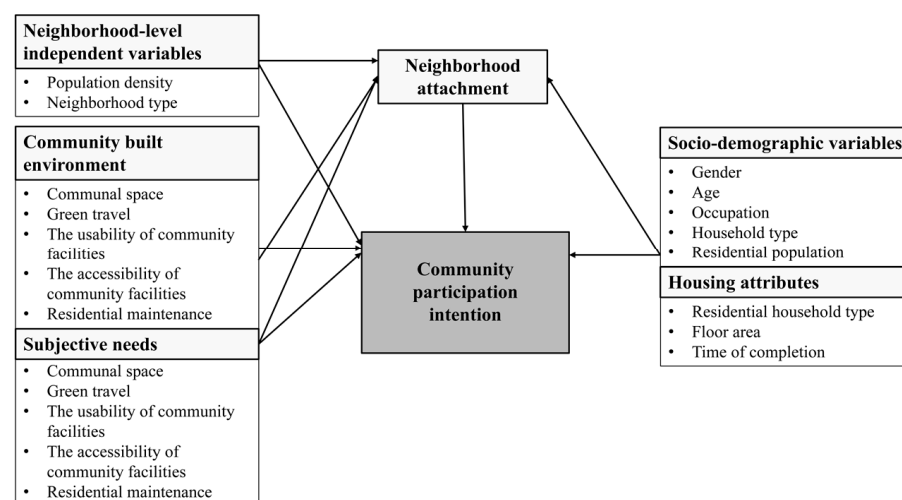 Neighborhood-level
independent variables
• Population density
• Neighborhood type
Community built
environment
• Communal space
• Green travel
• The usability of community
facilities
• The accessibility of
community facilities
• Residential maintenance
Subjective needs
• Communal space
• Green travel
• The usability of community
facilities
• The accessibility of
community facilities
• Residential maintenance
Neighborhood
attachment
Community
participation
intention
Socio-demographic variables
• Gender
• Age
• Occupation
• Household type
• Residential population
Housing attributes
• Residential household type
• Floor area
• Time of completion